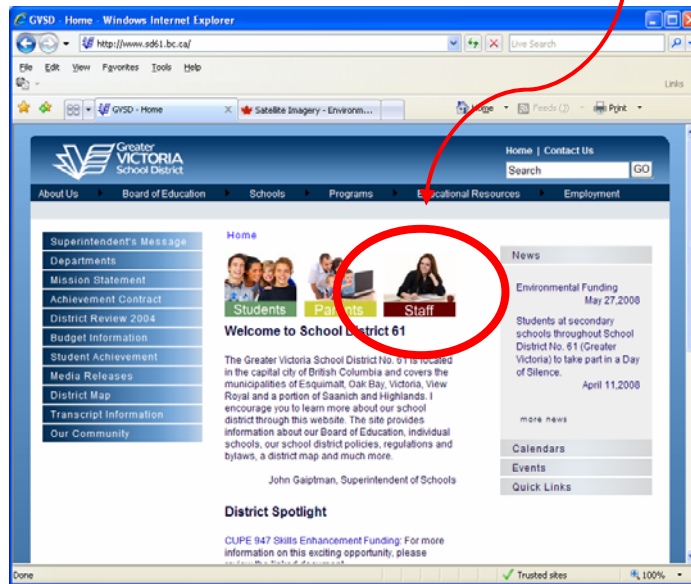 GVSD - Home - Windows Internet Explorer
http://www.sd61.bc.ca/
Live Search
File Edit View Favorites Tools Help
Links
GVSD - Home
Satellite Imagery - Environm...
Home Feeds (J) Print
Greater
VICTORIA
School District
Home | Contact Us
Search GO
About Us Board of Education Schools Programs Educational Resources Employment
Superintendent's Message
Departments
Mission Statement
Achievement Contract
District Review 2004
Budget Information
Student Achievement
Media Releases
District Map
Transcript Information
Our Community
Home
Students Parents Staff
Welcome to School District 61
The Greater Victoria School District No. 61 is located
in the capital city of British Columbia and covers the
municipalities of Esquimalt, Oak Bay, Victoria, View
Royal and a portion of Saanich and Highlands. I
encourage you to learn more about our school
district through this website. The site provides
information about our Board of Education, individual
schools, our school district policies, regulations and
bylaws, a district map and much more.
John Gaiptman, Superintendent of Schools
District Spotlight
CUPE 947 Skills Enhancement Funding: For more
information on this exciting opportunity, please
review the linked document
News
Environmental Funding
May 27,2008
Students at secondary
schools throughout School
District No. 61 (Greater
Victoria) to take part in a Day
of Silence.
April 11,2008
more news
Calendars
Events
Quick Links
Done
Trusted sites
100%